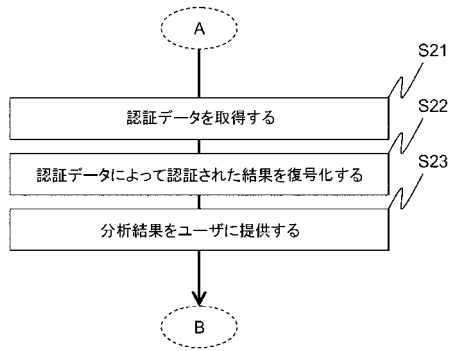 A
S21
認証データを取得する
S22
認証データによって認証された結果を復号化する
S23
分析結果をユーザに提供する
B